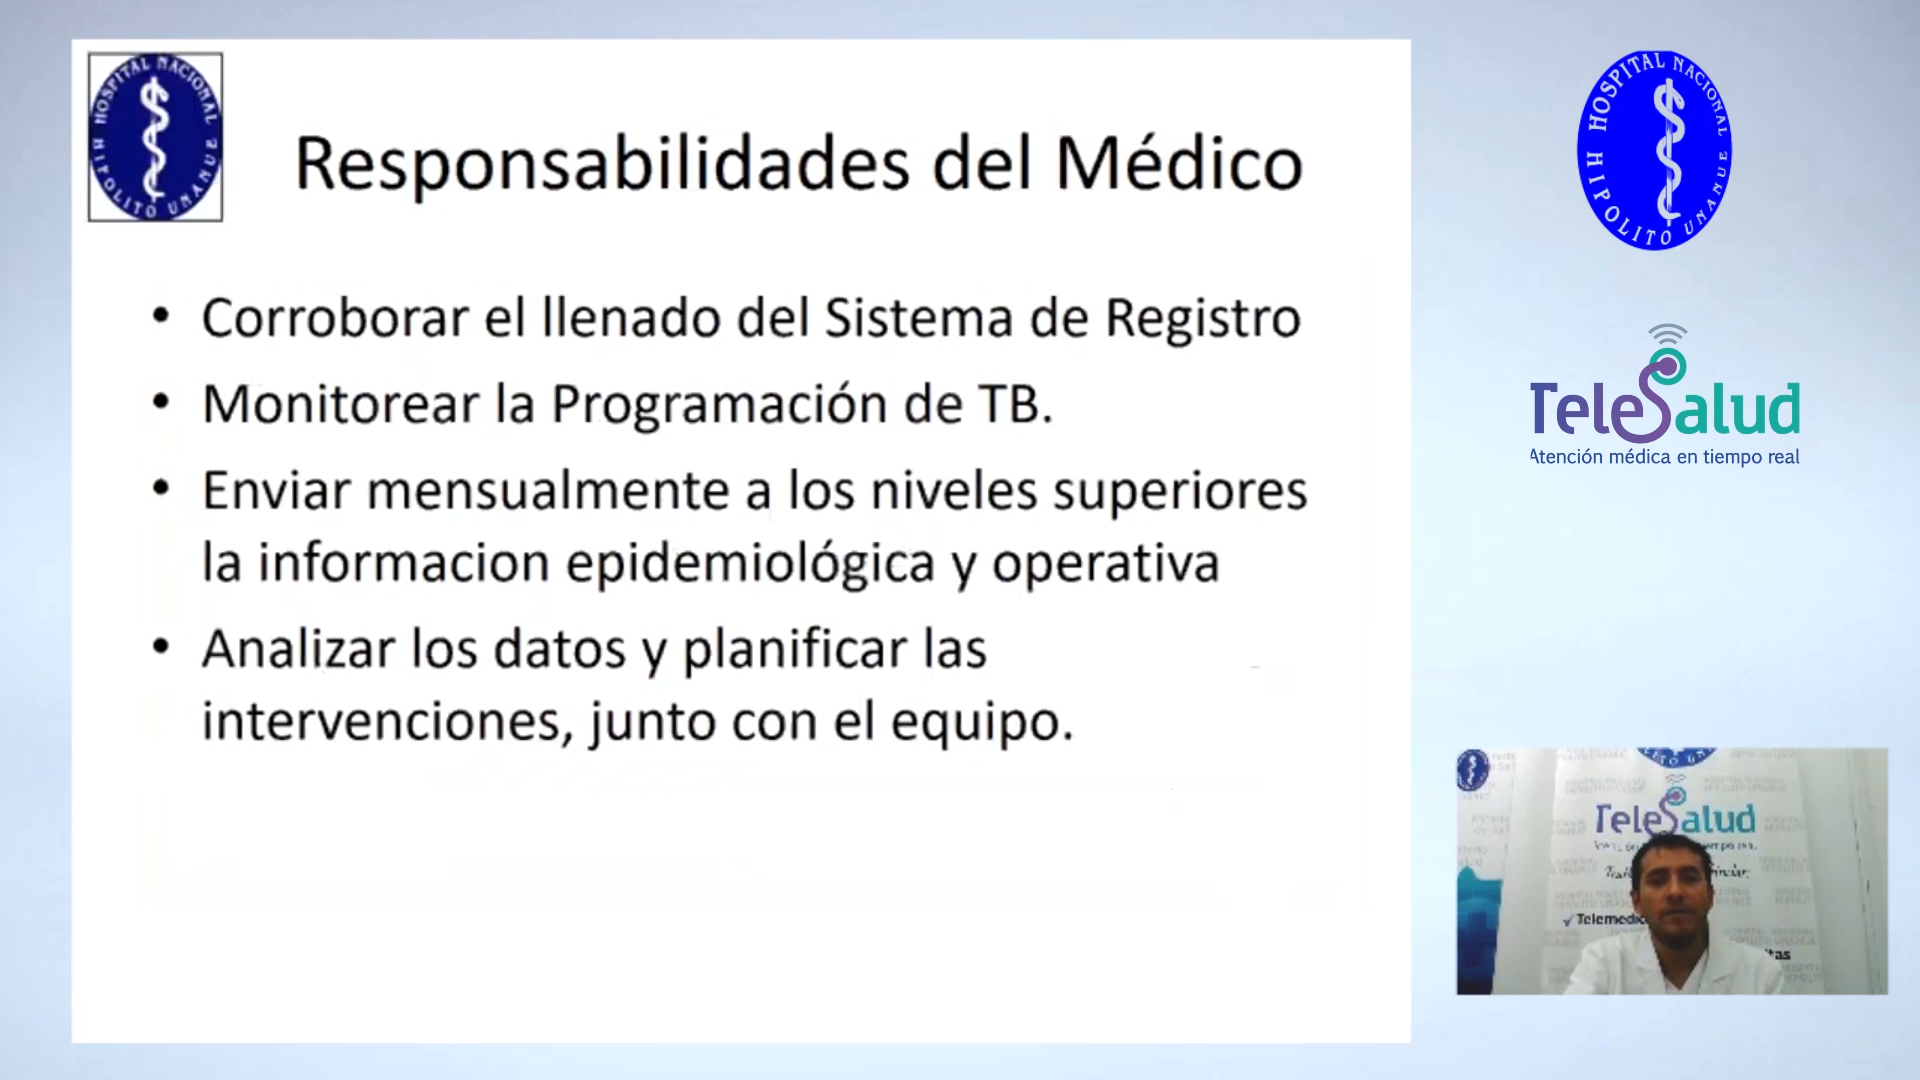 HOSPITAL NACIONAL
HIPOLITO UNANUE
Responsabilidades del Médico
• Corroborar el llenado del Sistema de Registro
• Monitorear la Programación de TB.
• Enviar mensualmente a los niveles superiores
la informacion epidemiológica y operativa
• Analizar los datos y planificar las
intervenciones, junto con el equipo.
HOSPITAL NACIONAL
HIPOLITO UNANUE
TeleSalud
Atención médica en tiempo real
TeleSalud